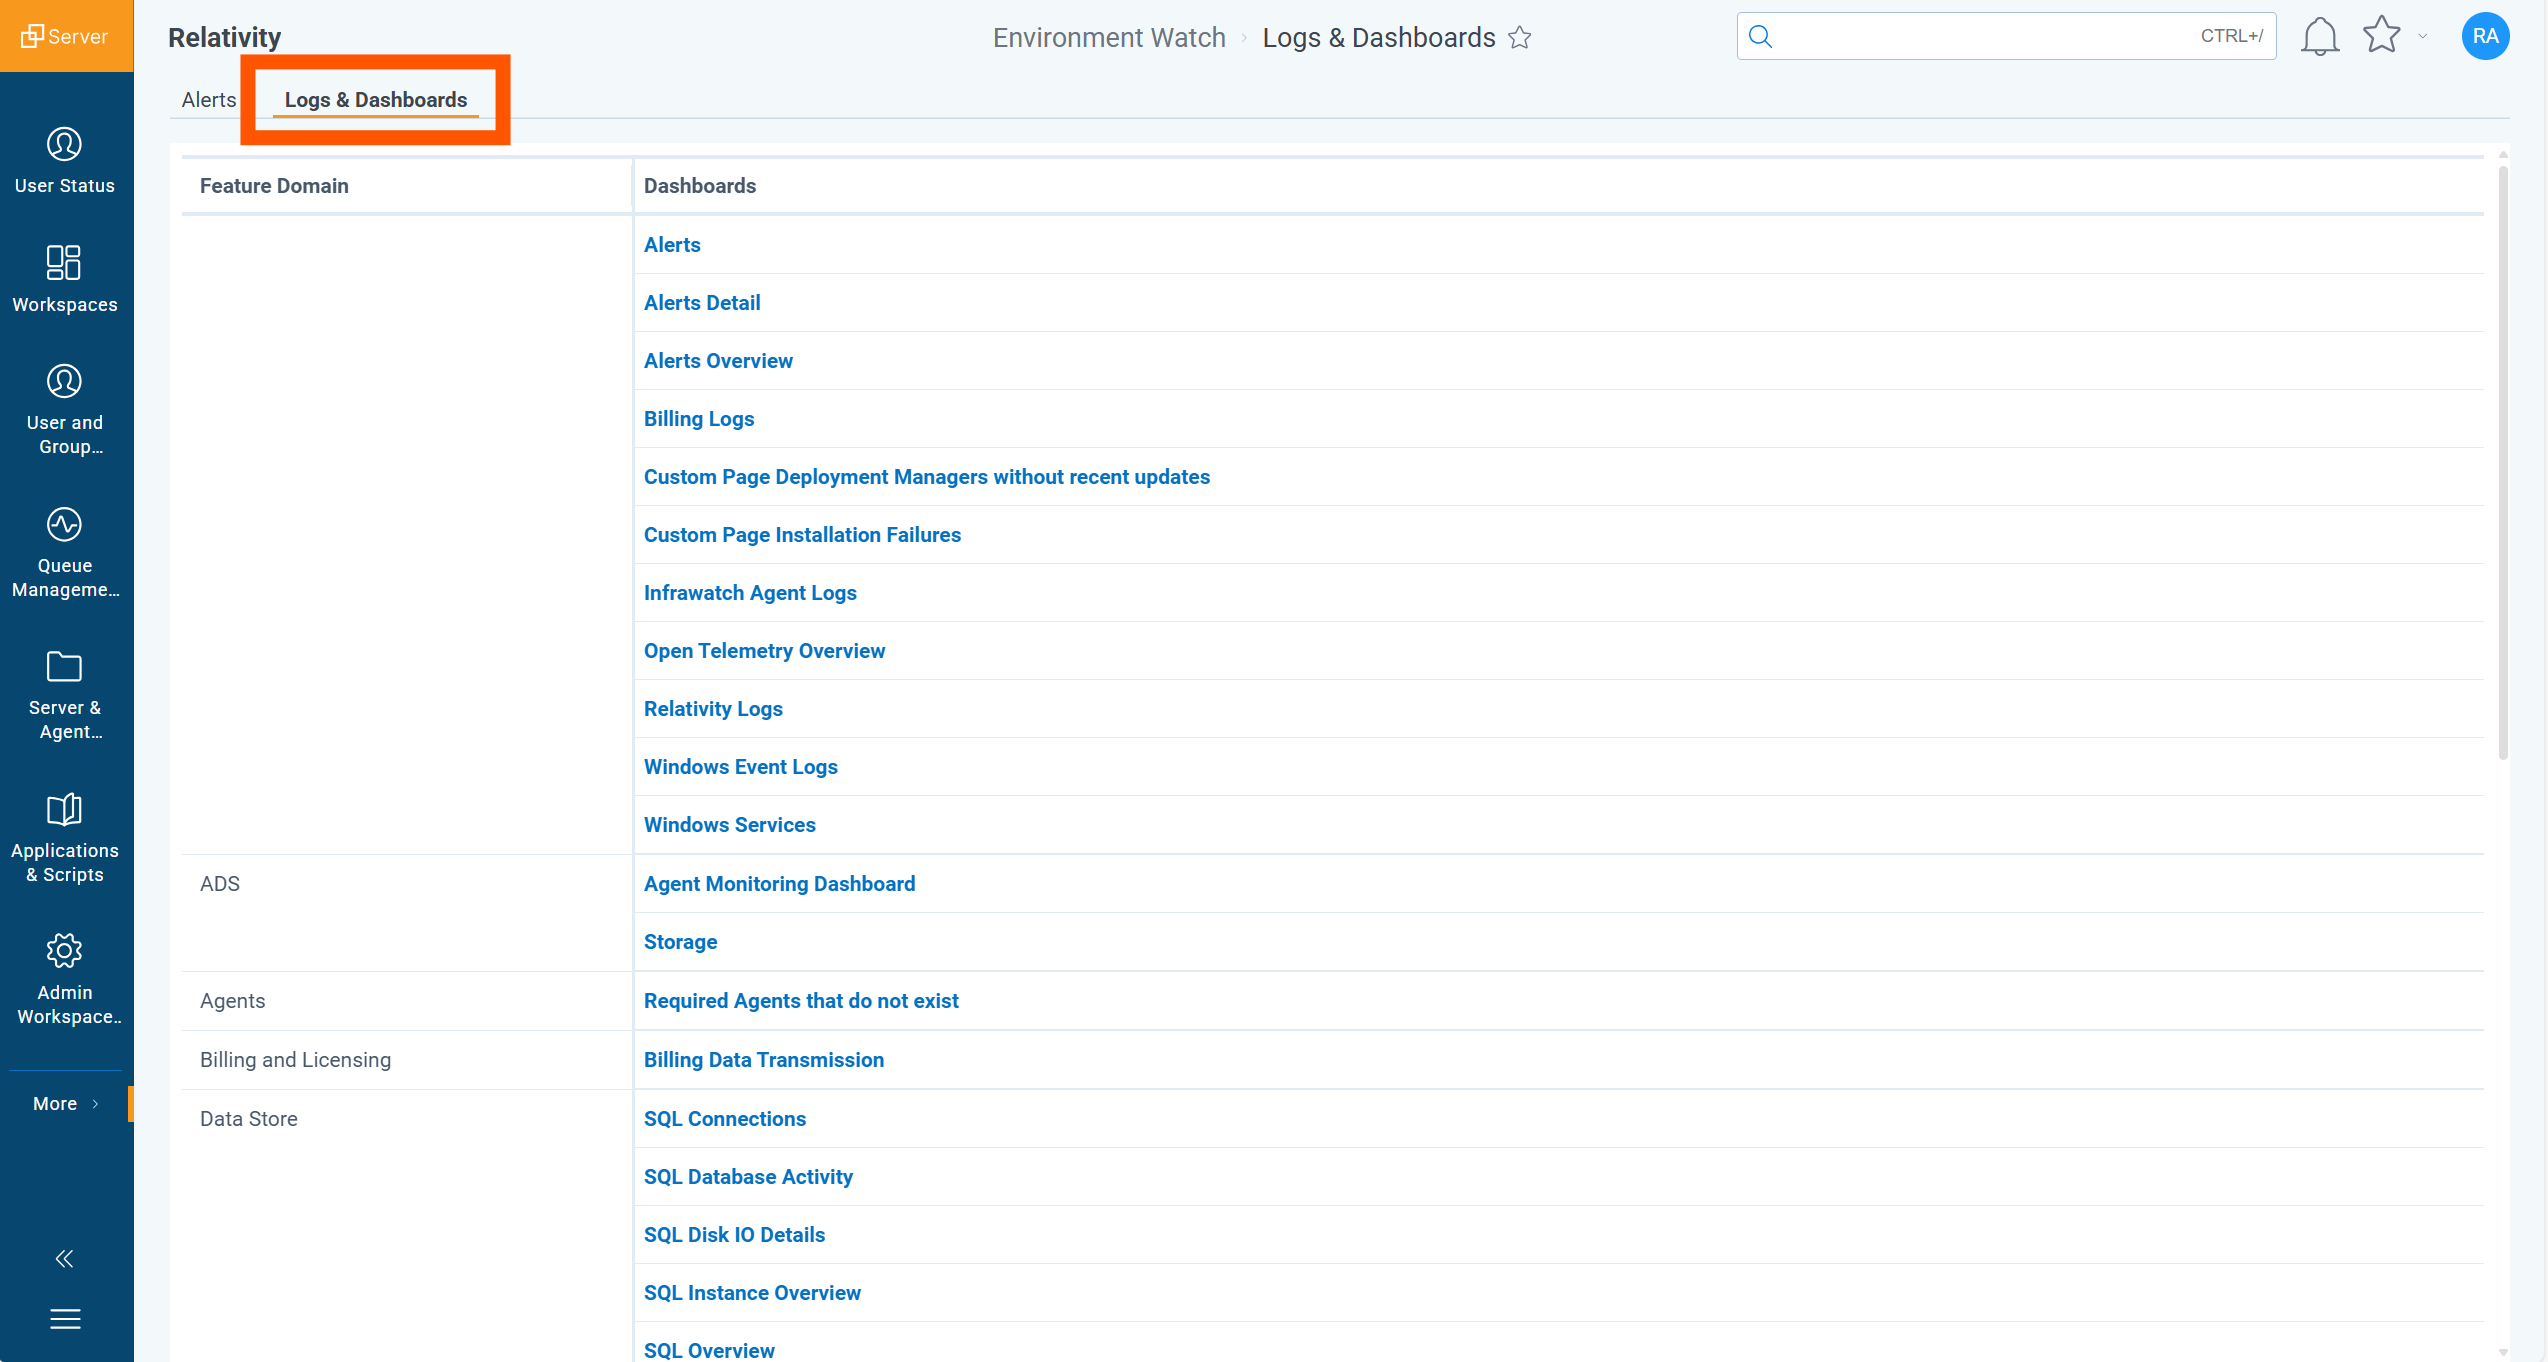 Server
Relativity
Environment Watch
Logs & Dashboards
CTRL+/
RA
Alerts
Logs & Dashboards
User Status
Workspaces
User and
Group...
Queue
Manageme...
Server &
Agent...
Applications
& Scripts
Admin
Workspace..
More
Feature Domain
Dashboards
Alerts
Alerts Detail
Alerts Overview
Billing Logs
Custom Page Deployment Managers without recent updates
Custom Page Installation Failures
Infrawatch Agent Logs
Open Telemetry Overview
Relativity Logs
Windows Event Logs
Windows Services
ADS
Agent Monitoring Dashboard
Storage
Agents
Required Agents that do not exist
Billing and Licensing
Billing Data Transmission
Data Store
SQL Connections
SQL Database Activity
SQL Disk IO Details
SQL Instance Overview
SQL Overview